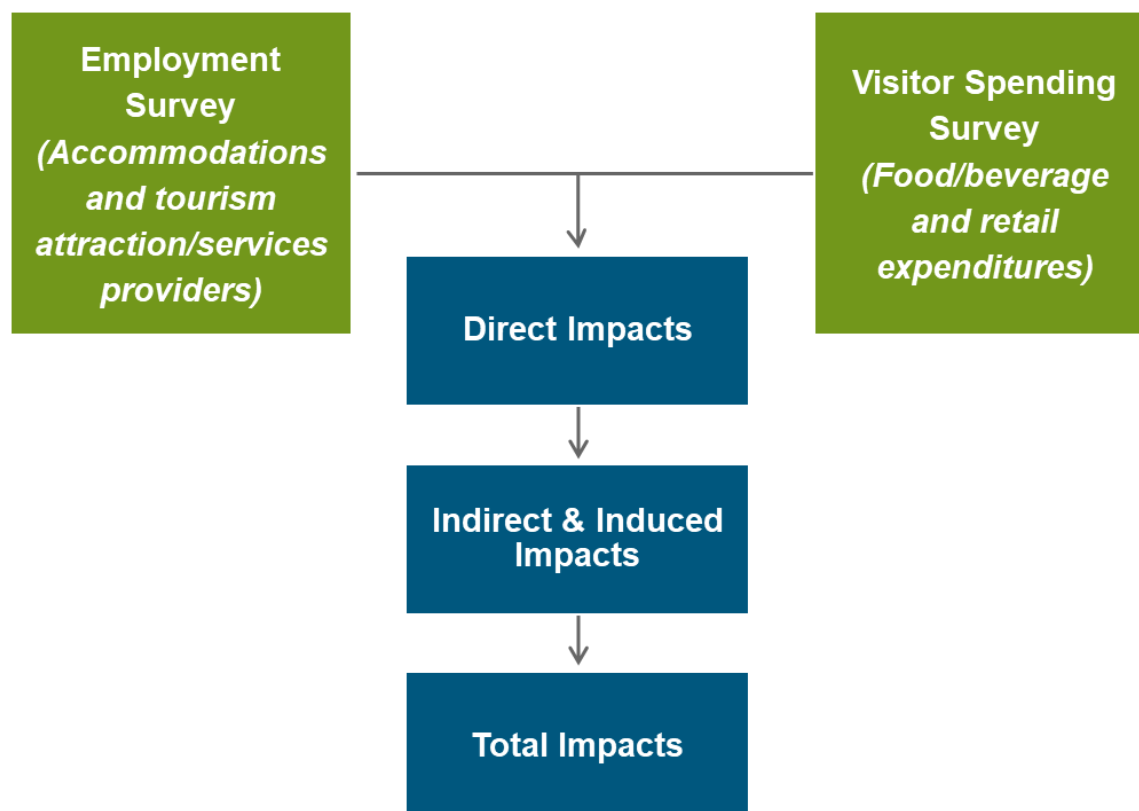 Employment
Survey
(Accommodations
and tourism
attraction/services
providers)
Visitor Spending
Survey
(Food/beverage
and retail
expenditures)
Direct Impacts
Indirect & Induced
Impacts
Total Impacts